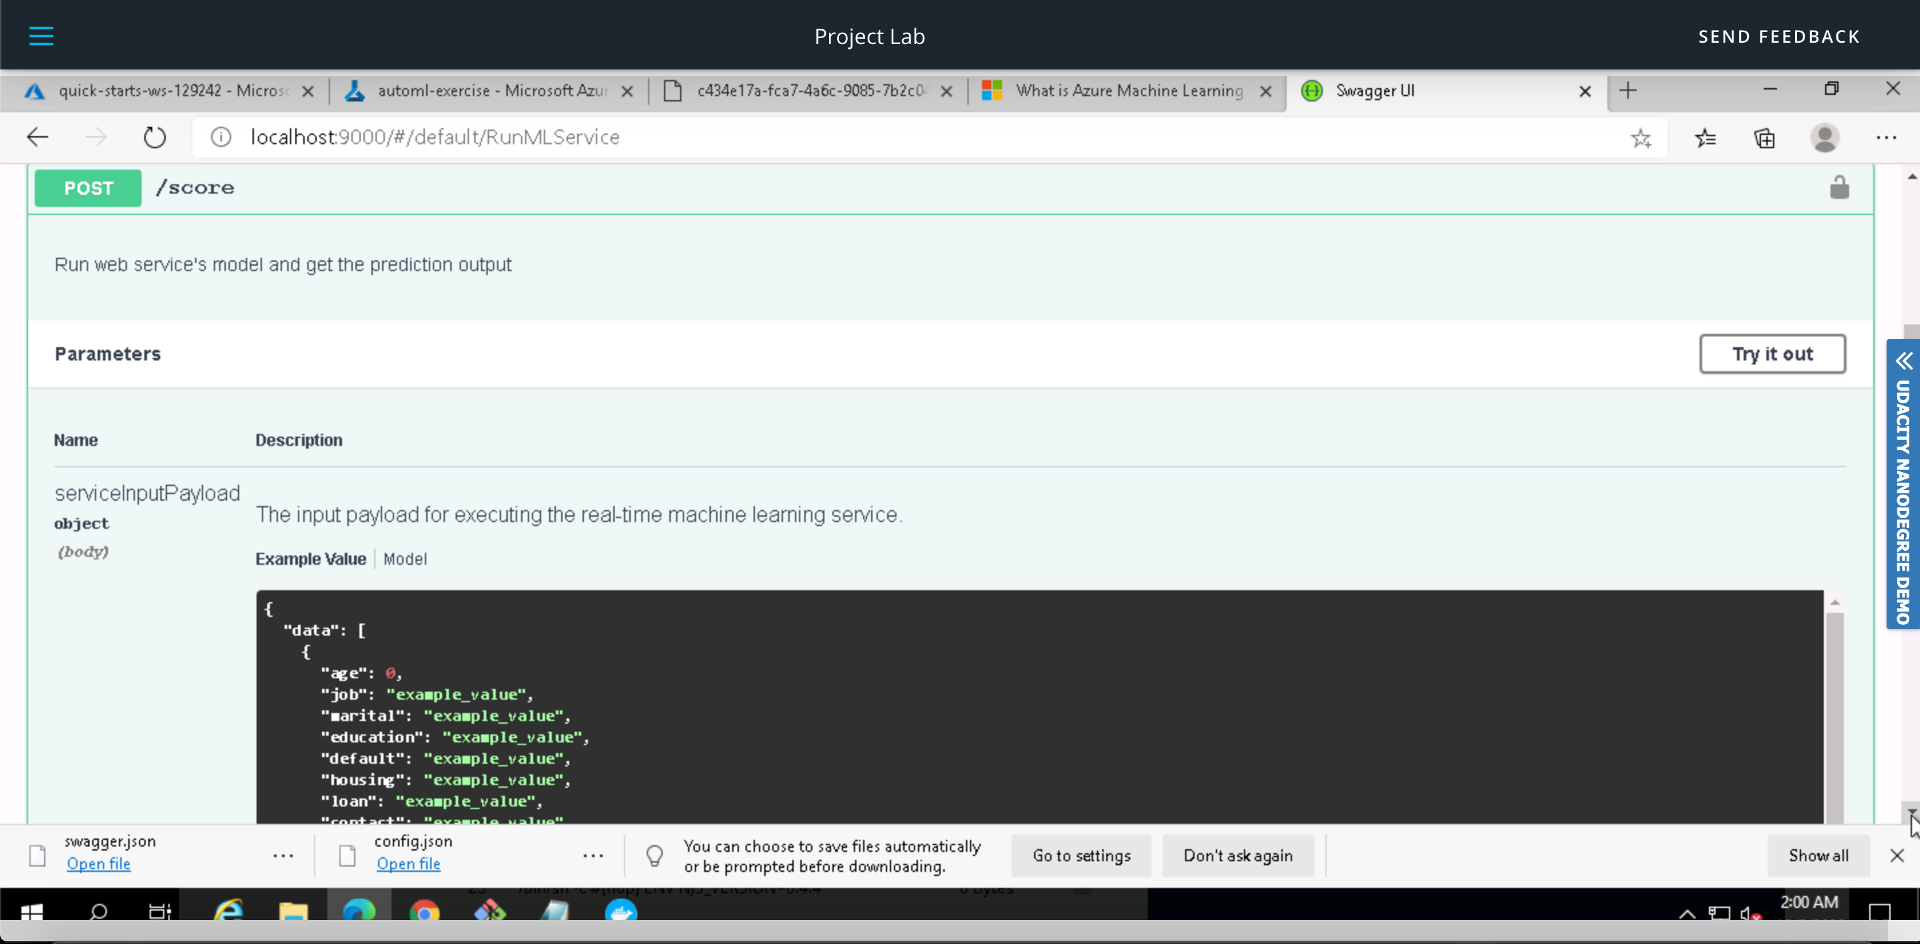 Project Lab
SEND FEEDBACK
quick-starts-ws-129242 - Micros
automl-exercise - Microsoft Azur
c434e17a-fca7-4a6c-9085-7b2c0
What is Azure Machine Learning
Swagger UI
localhost:9000/#/default/RunMLService
POST /score
Run web service's model and get the prediction output
Parameters
Try it out
Name Description
serviceInputPayload
object
(body)
The input payload for executing the real-time machine learning service.
Example Value Model
{
"data": [
{
"age": 0,
"job": "example_value",
"marital": "example_value",
"education": "example_value",
"default": "example_value",
"housing": "example_value",
"loan": "example_value",
"contact": "example_value"
UDACITY NANODEGREE DEMO
swagger.json
Open file
config.json
Open file
You can choose to save files automatically
or be prompted before downloading.
Go to settings
Don't ask again
Show all
2:00 AM